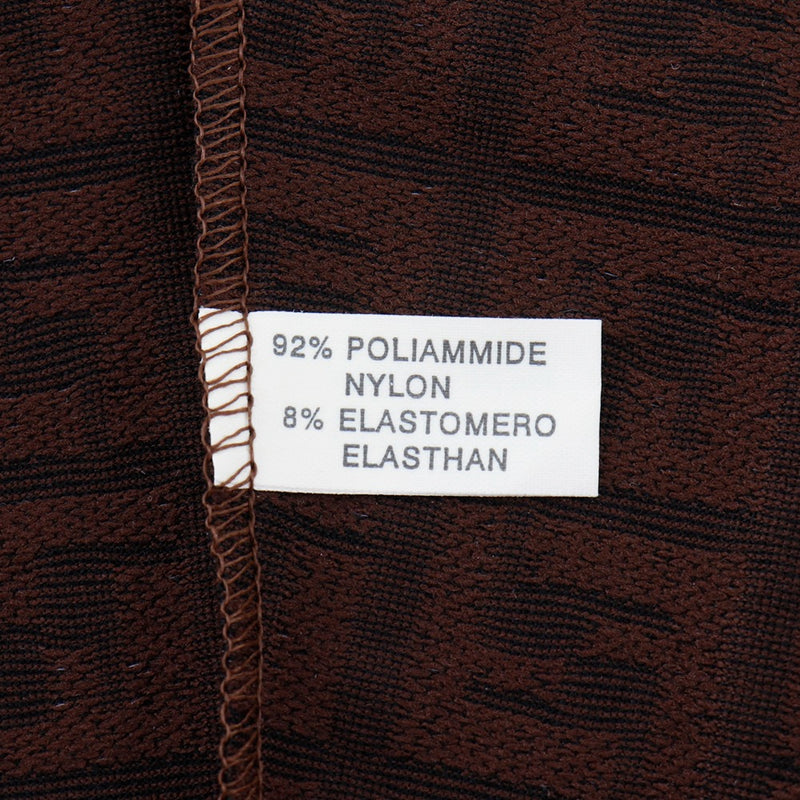 92% POLIAMMIDE
NYLON
8% ELASTOMERO
ELASTHAN